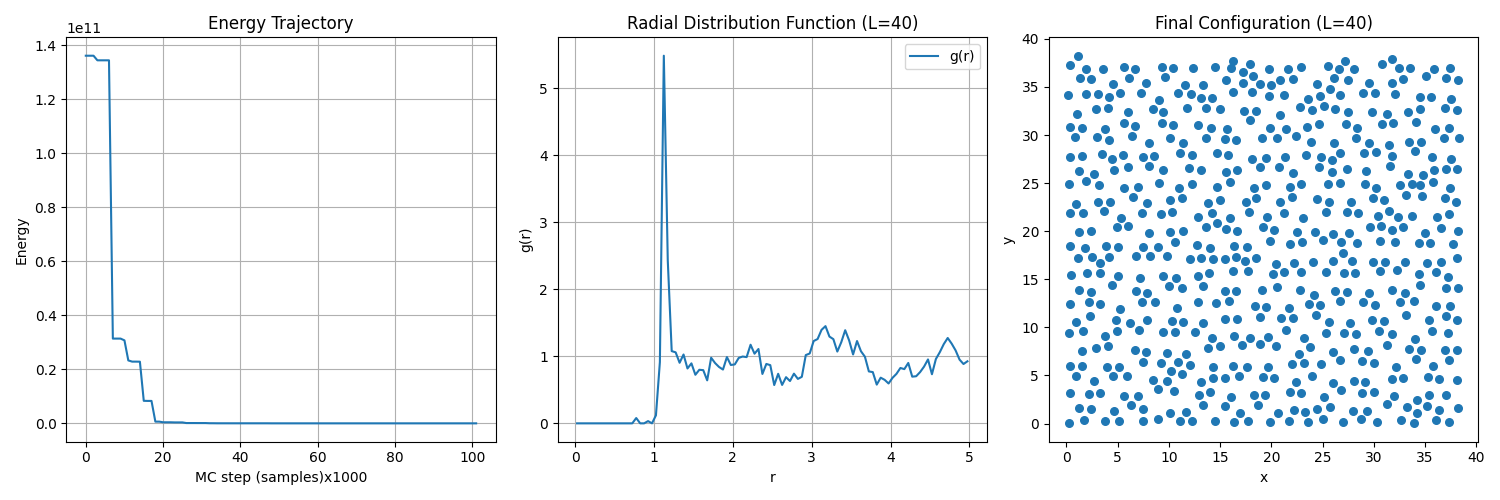 Energy Trajectory
1e11
1.4
1.2
1.0
0.8
0.6
0.4
0.2
0.0
Energy
0 20 40 60 80 100
MC step (samples)x1000
Radial Distribution Function (L=40)
g(r)
5
4
3
2
1
0
g(r)
0 1 2 3 4 5
r
Final Configuration (L=40)
40
35
30
25
20
15
10
5
0
y
0 5 10 15 20 25 30 35 40
x